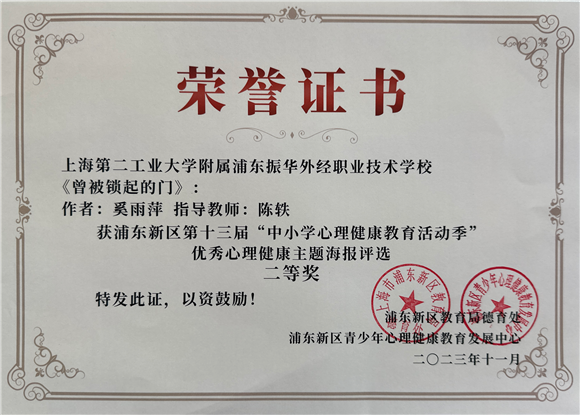 荣誉证书
上海第二工业大学附属浦东振华外经职业技术学校
《曾被锁起的门》：
作者：奚雨萍 指导教师：陈轶
获浦东新区第十三届“中小学心理健康教育活动季”
优秀心理健康主题海报评选
二等奖
特发此证，以资鼓励！
浦东新区教育局德育处
浦东新区青少年心理健康教育发展中心
二〇二三年十一月